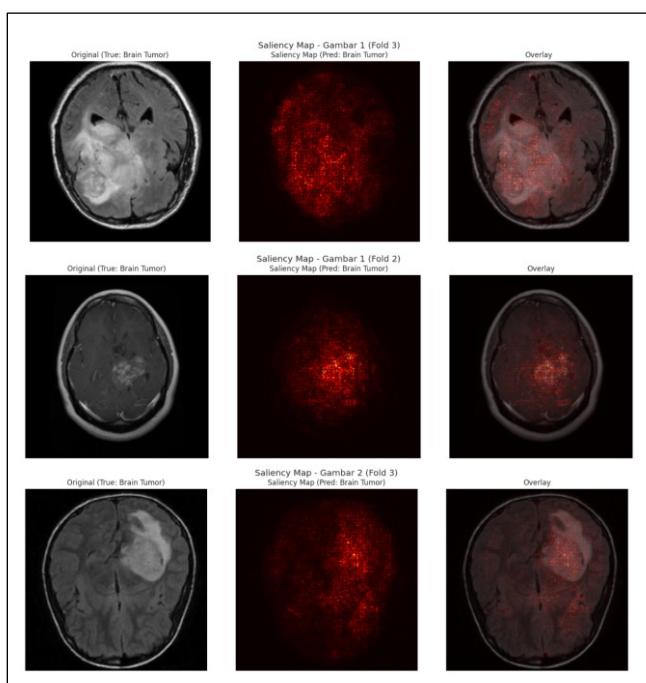 Saliency Map - Gambar 1 (Fold 3)
Original (True: Brain Tumor)
Saliency Map (Pred: Brain Tumor)
Overlay
Saliency Map - Gambar 1 (Fold 2)
Original (True: Brain Tumor)
Saliency Map (Pred: Brain Tumor)
Overlay
Saliency Map - Gambar 2 (Fold 3)
Original (True: Brain Tumor)
Saliency Map (Pred: Brain Tumor)
Overlay